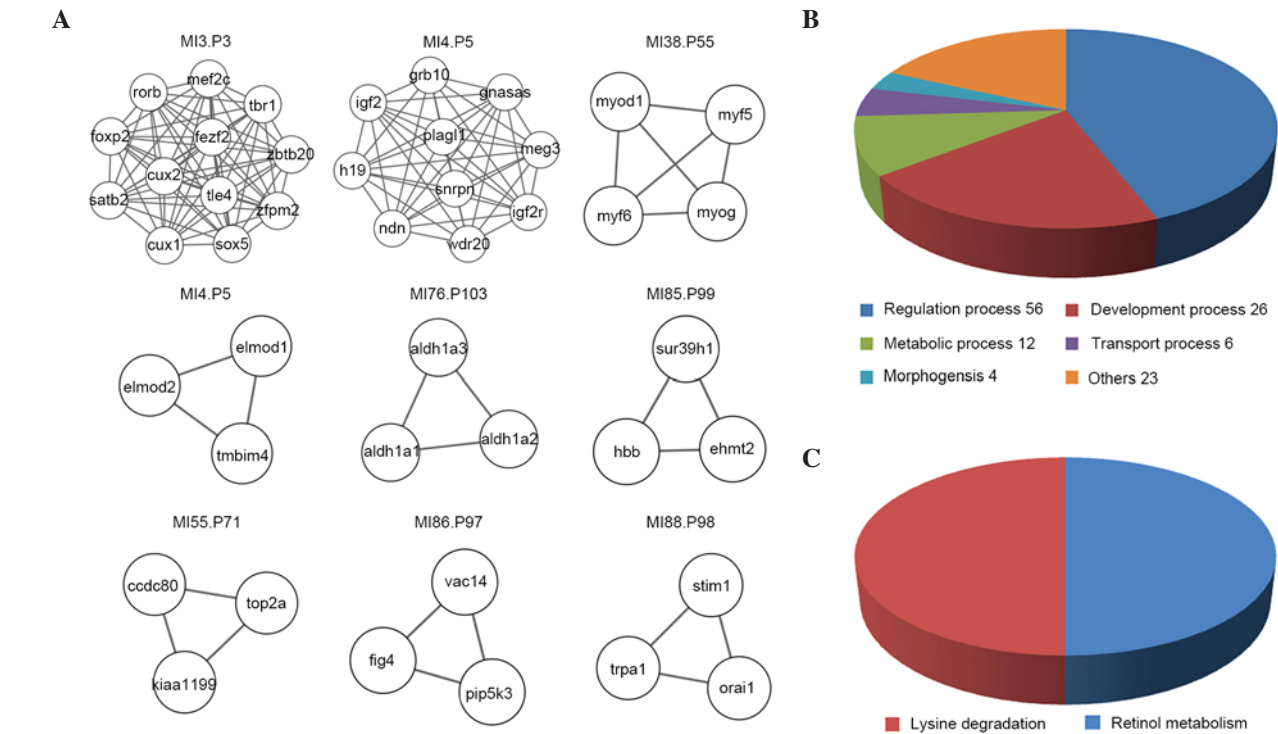 A
MI3.P3
mef2c
rorb
tbr1
foxp2
fezf2
zbtb20
cux2
satb2
tle4
zfpm2
cux1
sox5
MI4.P5
grb10
igf2
gnasas
plagl1
meg3
h19
snrpn
igf2r
ndn
wdr20
MI38.P55
myod1
myf5
myf6
myog
MI4.P5
elmod1
elmod2
tmbim4
MI76.P103
aldh1a3
aldh1a1
aldh1a2
MI85.P99
sur39h1
hbb
ehmt2
MI55.P71
ccdc80
top2a
kiaa1199
MI86.P97
vac14
fig4
pip5k3
MI88.P98
stim1
trpa1
orai1
B
Regulation process 56
Development process 26
Metabolic process 12
Transport process 6
Morphogensis 4
Others 23
C
Lysine degradation
Retinol metabolism